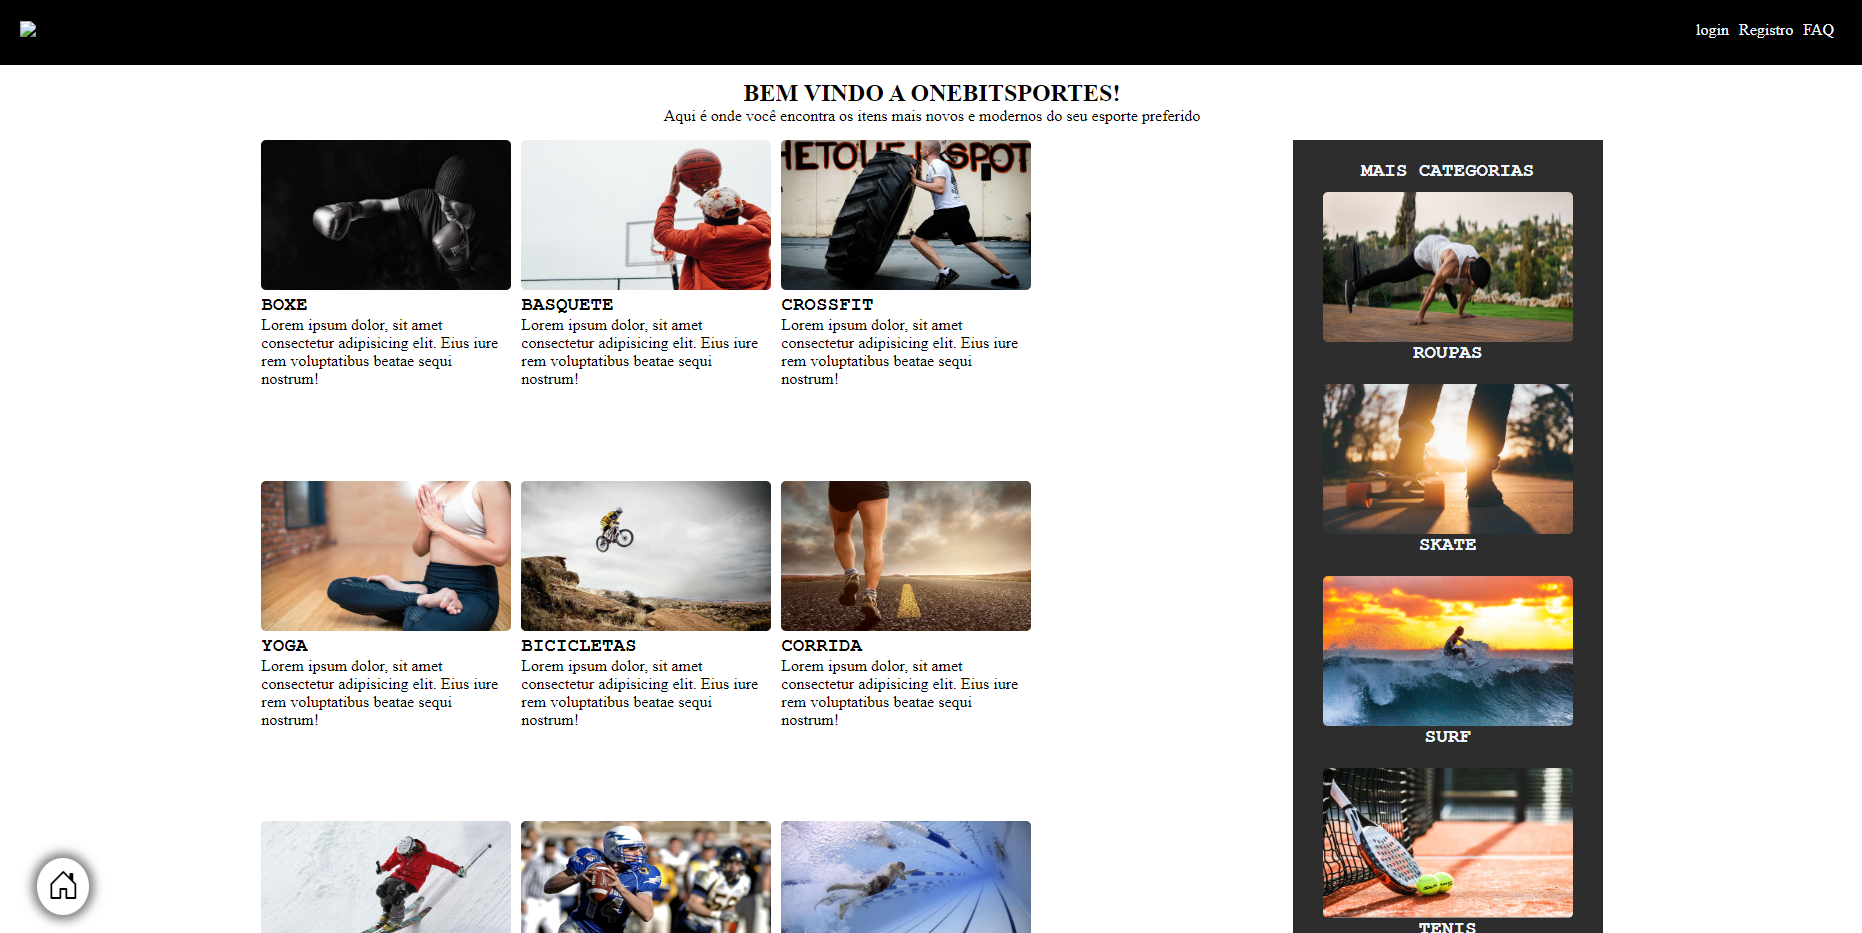 login Registro FAQ
BEM VINDO A ONEBITSPORTES!
Aqui é onde você encontra os itens mais novos e modernos do seu esporte preferido
SPALDING
HETOUF SPOT
BOXE
Lorem ipsum dolor, sit amet
consectetur adipisicing elit. Eius iure
rem voluptatibus beatae sequi
nostrum!
BASQUETE
Lorem ipsum dolor, sit amet
consectetur adipisicing elit. Eius iure
rem voluptatibus beatae sequi
nostrum!
CROSSFIT
Lorem ipsum dolor, sit amet
consectetur adipisicing elit. Eius iure
rem voluptatibus beatae sequi
nostrum!
YOGA
Lorem ipsum dolor, sit amet
consectetur adipisicing elit. Eius iure
rem voluptatibus beatae sequi
nostrum!
BICICLETAS
Lorem ipsum dolor, sit amet
consectetur adipisicing elit. Eius iure
rem voluptatibus beatae sequi
nostrum!
CORRIDA
Lorem ipsum dolor, sit amet
consectetur adipisicing elit. Eius iure
rem voluptatibus beatae sequi
nostrum!
14
MAIS CATEGORIAS
ROUPAS
SKATE
SURF
TENIS